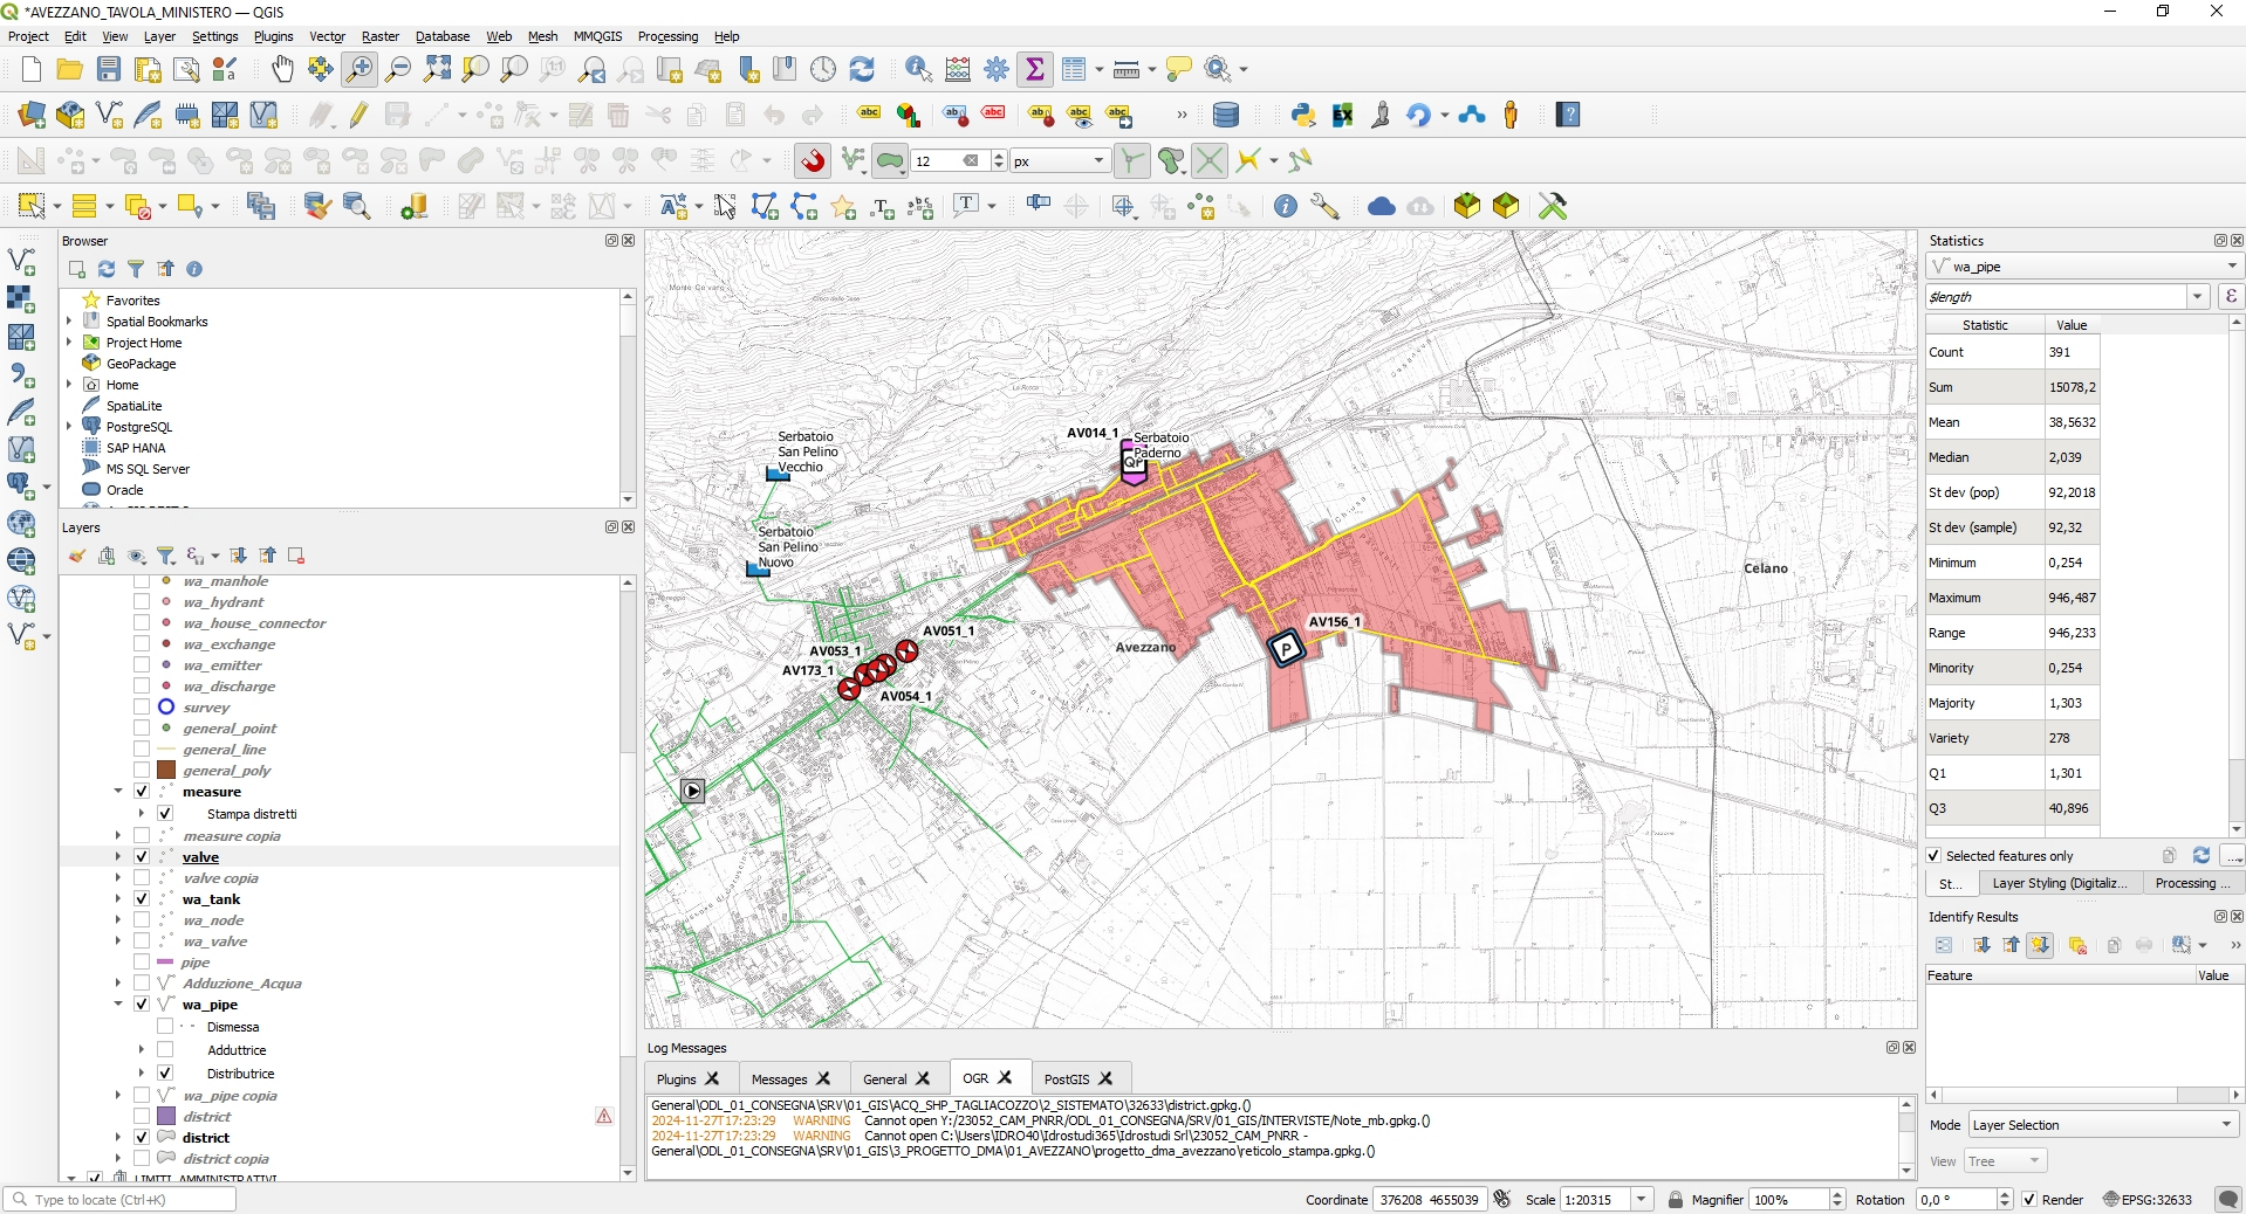 *AVEZZANO_TAVOLA_MINISTERO — QGIS
Project Edit View Layer Settings Plugins Vector Raster Database Web Mesh MMQGIS Processing Help
12 px
Browser
Favorites
Spatial Bookmarks
Project Home
GeoPackage
Home
SpatiaLite
PostgreSQL
SAP HANA
MS SQL Server
Oracle
Layers
wa_manhole
wa_hydrant
wa_house_connector
wa_exchange
wa_emitter
wa_discharge
survey
general_point
general_line
general_poly
measure
Stampa distretti
measure copia
valve
valve copia
wa_tank
wa_node
wa_valve
pipe
Adduzione_Acqua
wa_pipe
Dismessa
Adduttrice
Distributrice
wa_pipe copia
district
district
district copia
LIMITI_AMMINISTRATIVI
Serbatoio
San Pelino
Vecchio
Serbatoio
San Pelino
Nuovo
AV014_1
Serbatoio
Paderno
QP
AV051_1
AV053_1
AV173_1
AV054_1
AV156_1
P
Avezzano
Celano
Log Messages
Plugins Messages General OGR PostGIS
General\ODL_01_CONSEGNA\SRV\01_GIS\ACQ_SHP_TAGLIACOZZO\2_SISTEMATO\32633\district.gpkg.()
2024-11-27T17:23:29 WARNING Cannot open Y:/23052_CAM_PNRR/ODL_01_CONSEGNA/SRV/01_GIS/INTERVISTE/Note_mb.gpkg.()
2024-11-27T17:23:29 WARNING Cannot open C:\Users\IDRO40\Idrostudi365\Idrostudi Srl\23052_CAM_PNRR -
General\ODL_01_CONSEGNA\SRV\01_GIS\3_PROGETTO_DMA\01_AVEZZANO\progetto_dma_avezzano\reticolo_stampa.gpkg.()
Statistics
wa_pipe
$length
Statistic Value
Count 391
Sum 15078,2
Mean 38,5632
Median 2,039
St dev (pop) 92,2018
St dev (sample) 92,32
Minimum 0,254
Maximum 946,487
Range 946,233
Minority 0,254
Majority 1,303
Variety 278
Q1 1,301
Q3 40,896
Selected features only
St... Layer Styling (Digitaliz... Processing ...
Identify Results
Feature Value
Mode Layer Selection
View Tree
Type to locate (Ctrl+K)
Coordinate 376208 4655039 Scale 1:20315 Magnifier 100% Rotation 0,0 ° Render EPSG:32633